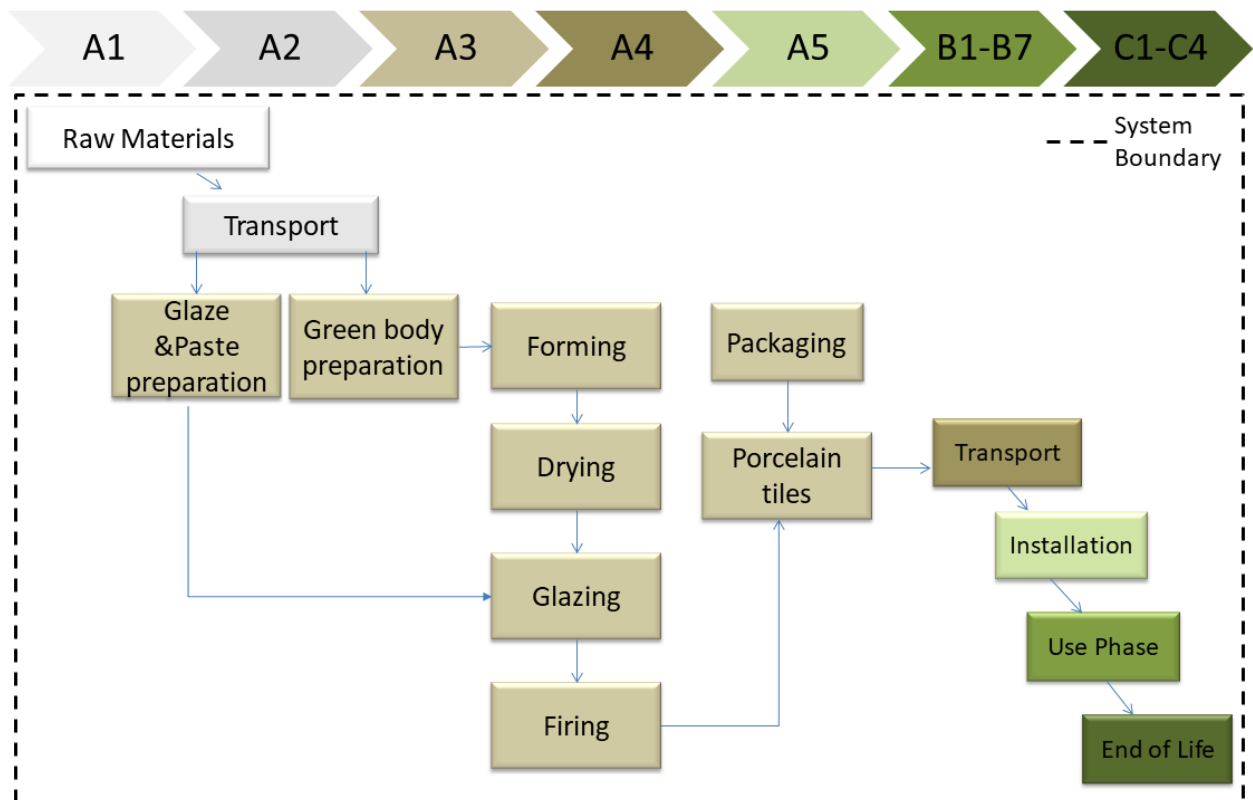 A1
A2
A3
A4
A5
B1-B7
C1-C4
System
Boundary
Raw Materials
Transport
Glaze
&Paste
preparation
Green body
preparation
Forming
Packaging
Drying
Porcelain
tiles
Transport
Installation
Glazing
Use Phase
Firing
End of Life